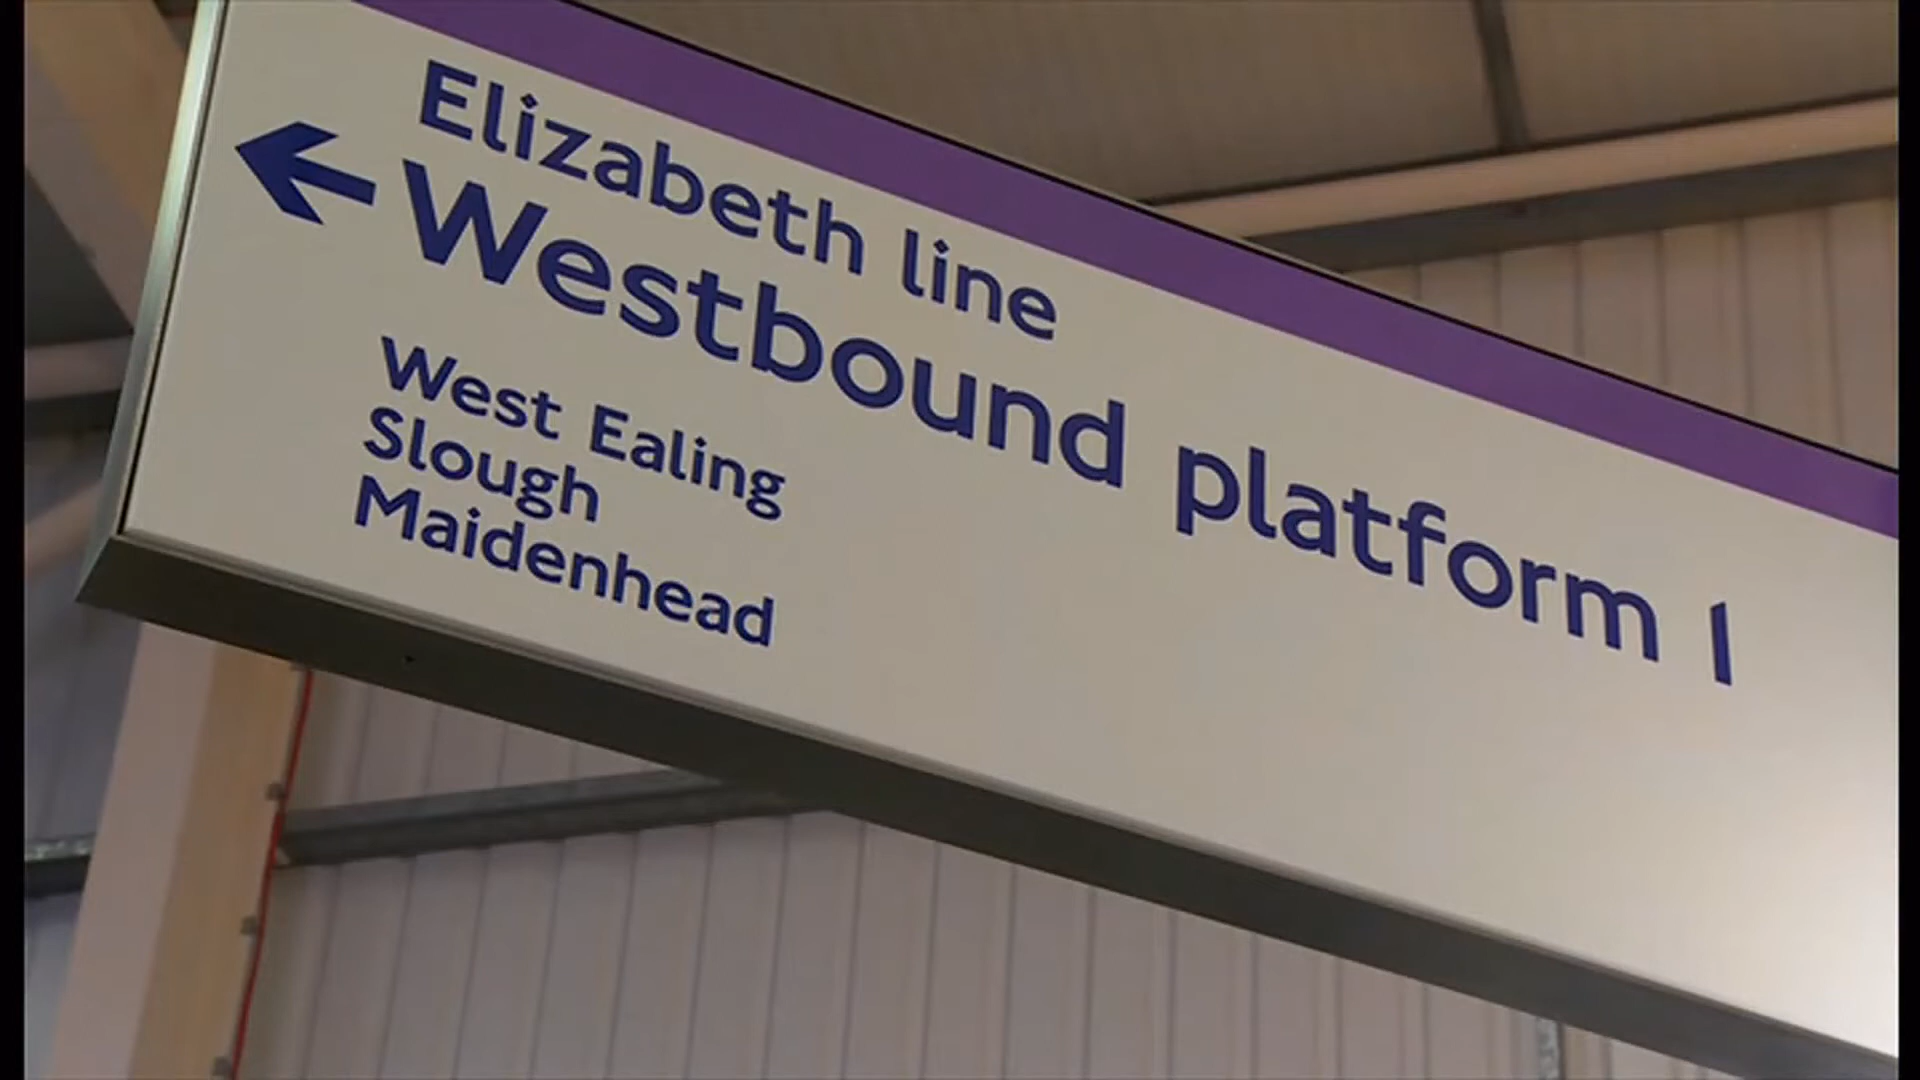 Elizabeth line
Westbound platform 1
West Ealing
Slough
Maidenhead